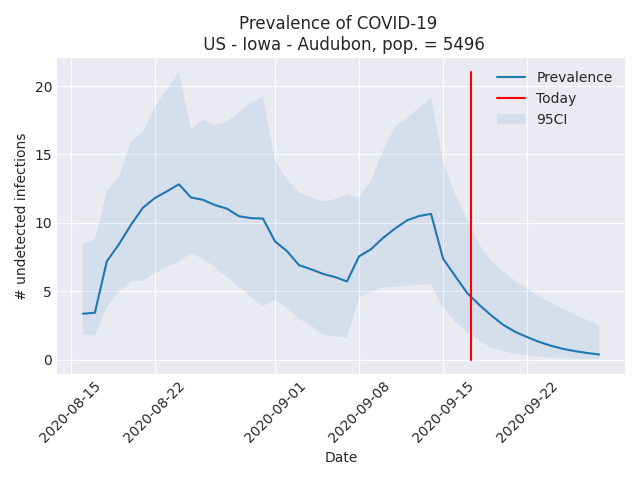 Prevalence of COVID-19
US - Iowa - Audubon, pop. = 5496
Prevalence
Today
95CI
# undetected infections
20
15
10
5
0
2020-08-15
2020-08-22
2020-09-01
2020-09-08
2020-09-15
2020-09-22
Date